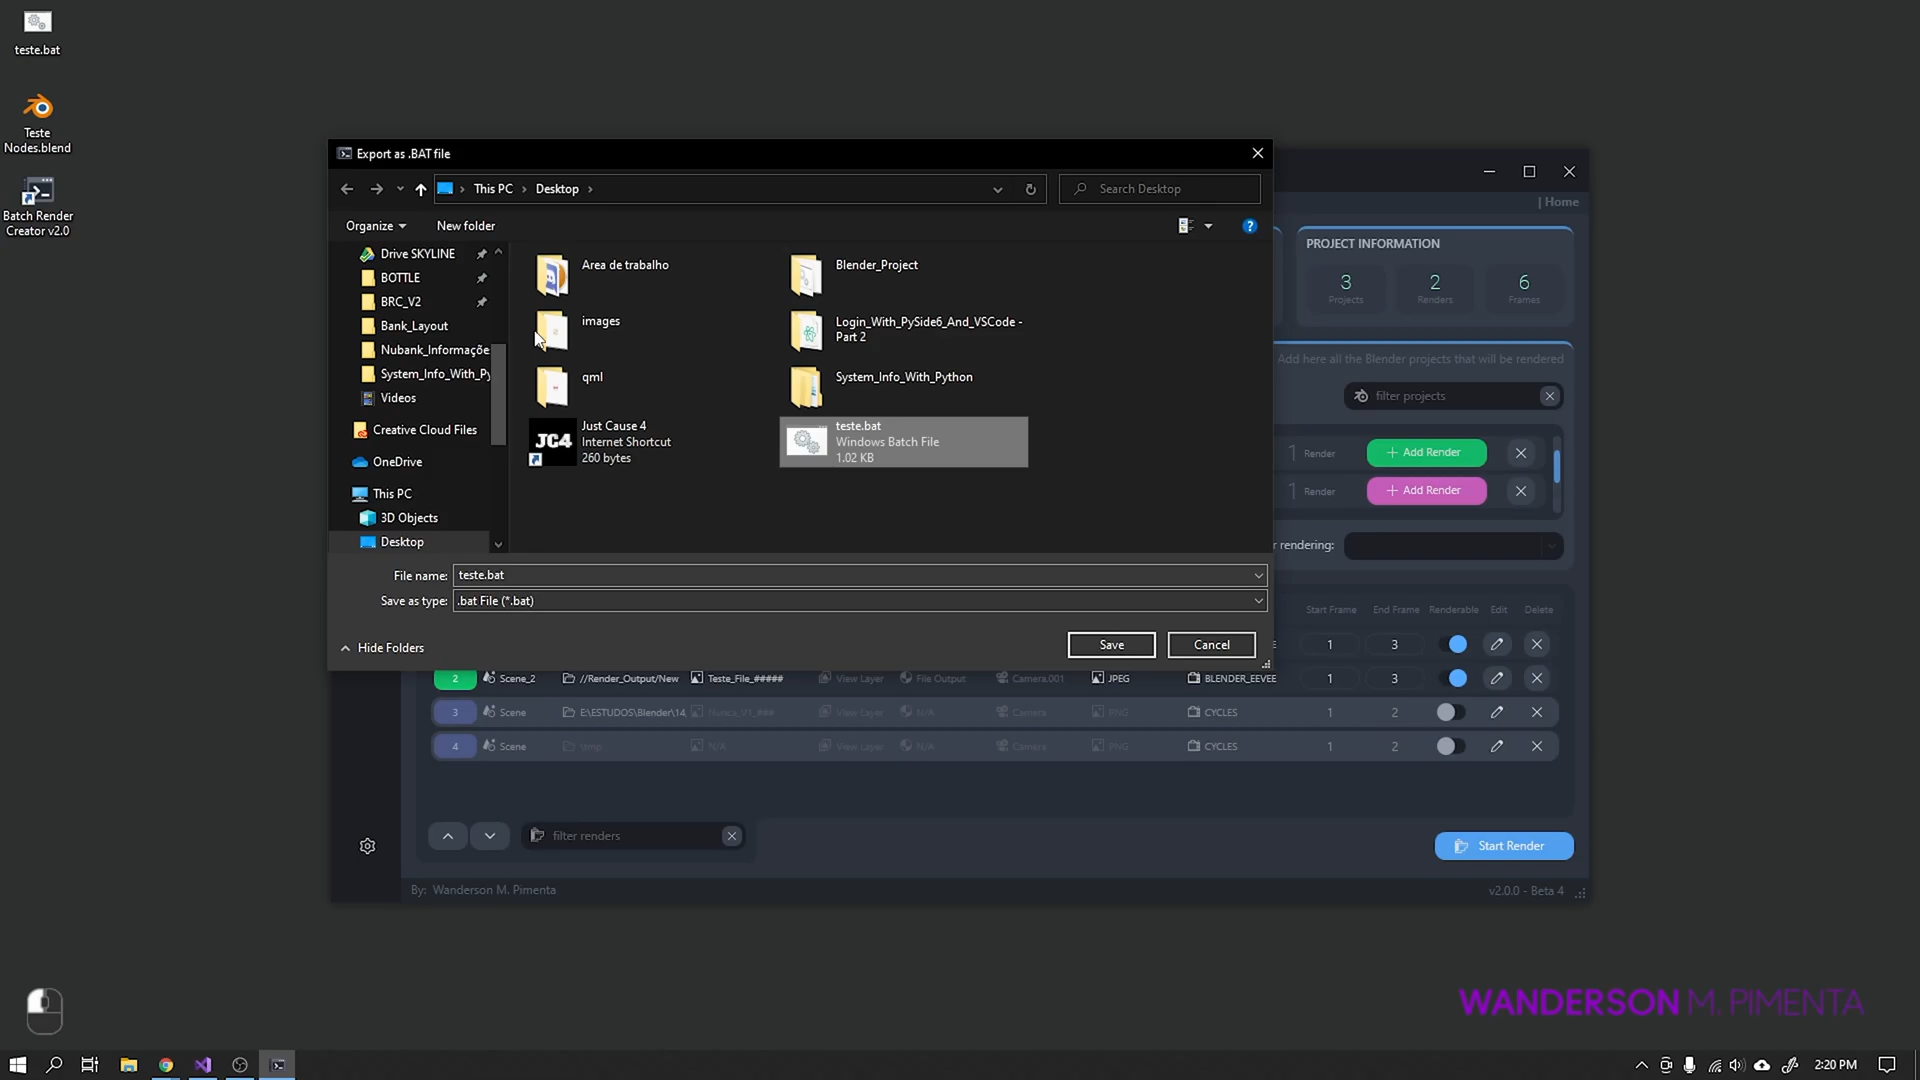 teste.bat
Teste
Nodes.blend
Batch Render
Creator v2.0
Export as .BAT file
This PC
Desktop
Search Desktop
Organize
New folder
Drive SKYLINE
BOTTLE
BRC_V2
Bank_Layout
Nubank_Informaçõe
System_Info_With_Py
Videos
Creative Cloud Files
OneDrive
This PC
3D Objects
Desktop
Area de trabalho
Blender_Project
images
Login_With_PySide6_And_VSCode -
Part 2
qml
System_Info_With_Python
JC4
Just Cause 4
Internet Shortcut
260 bytes
teste.bat
Windows Batch File
1.02 KB
File name: teste.bat
Save as type: .bat File (*.bat)
Hide Folders
Save
Cancel
| Home
PROJECT INFORMATION
3 2 6
Projects Renders Frames
Add here all the Blender projects that will be rendered
filter projects
1 Render + Add Render
1 Render + Add Render
r rendering:
Start Frame End Frame Renderable Edit Delete
E 1 3
2 Scene_2 //Render_Output/New Teste_File_##### View Layer File Output Camera.001 JPEG BLENDER_EEVEE 1 3
3 Scene E:\ESTUDOS\Blender\14. Nunca_V1_### View Layer N/A Camera PNG CYCLES 1 2
4 Scene \tmp N/A View Layer N/A Camera PNG CYCLES 1 2
filter renders
Start Render
By: Wanderson M. Pimenta
v2.0.0 - Beta 4
WANDERSON M. PIMENTA
2:20 PM